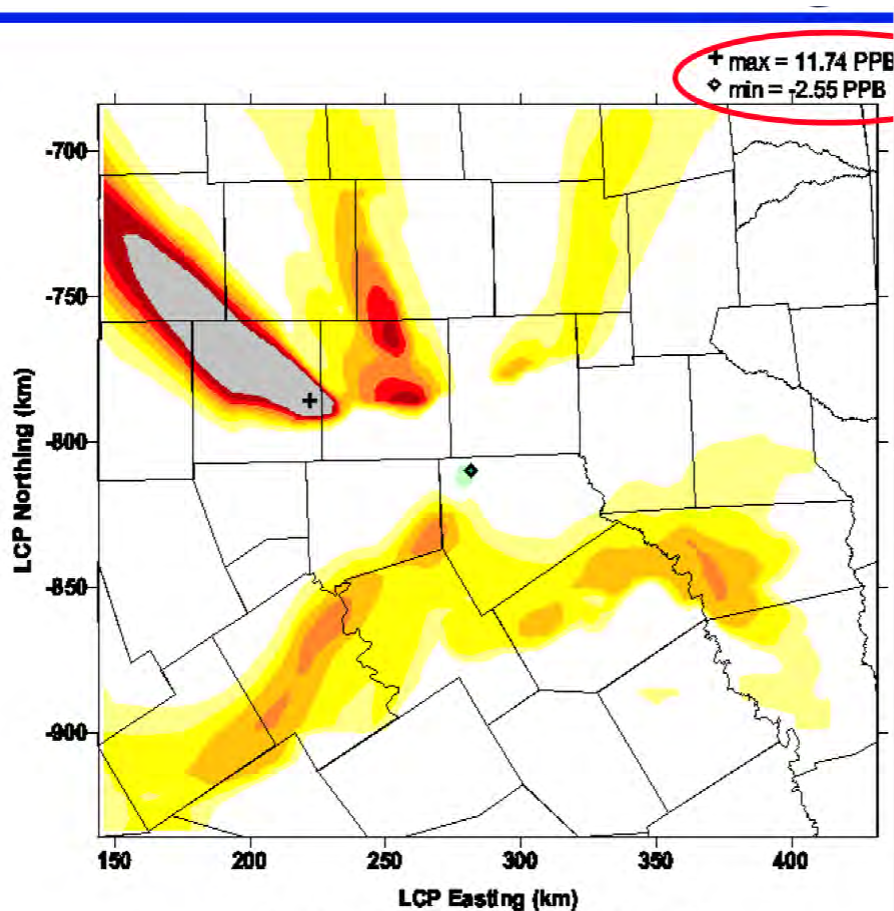 + max = 11.74 PPB
◇ min = -2.55 PPB
-700
-750
-800
-850
-900
LCP Northing (km)
150 200 250 300 350 400
LCP Easting (km)